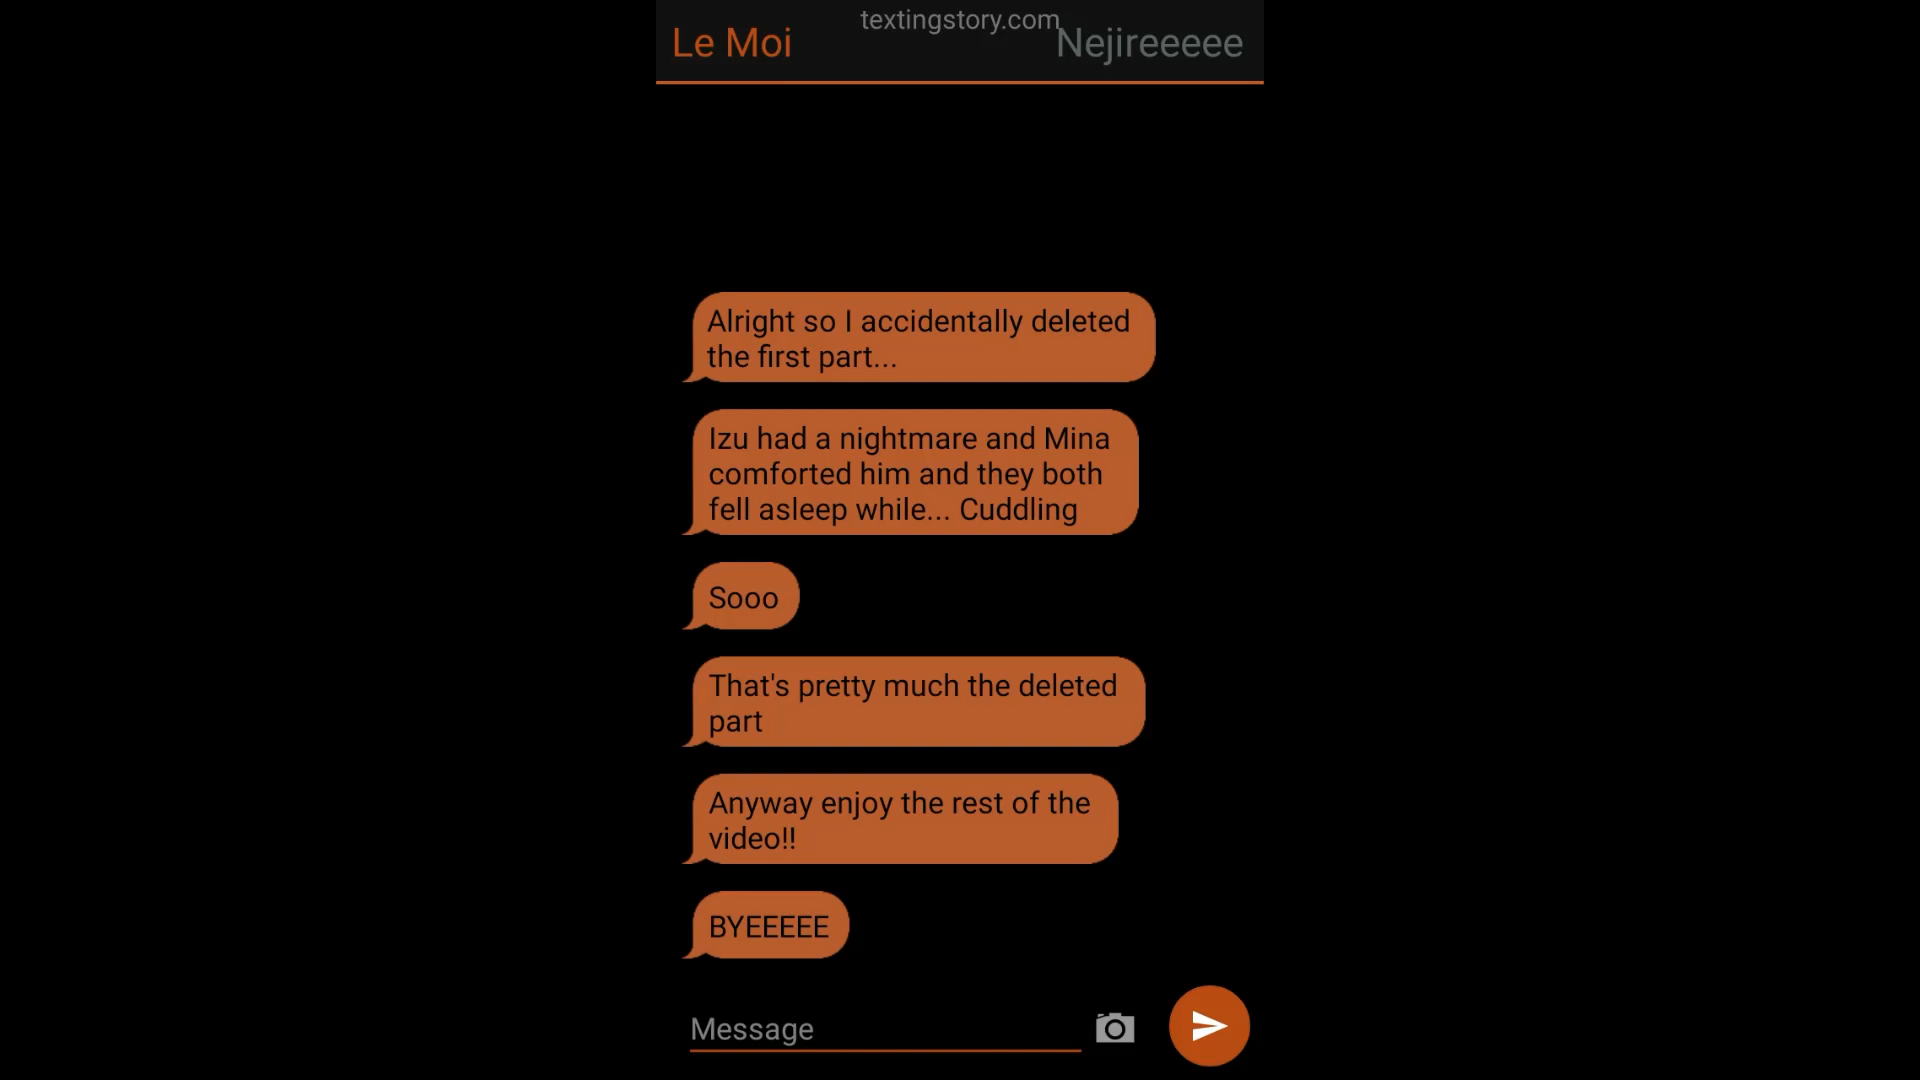 textingstory.com
Le Moi
Nejireeeee
Alright so I accidentally deleted
the first part...
Izu had a nightmare and Mina
comforted him and they both
fell asleep while... Cuddling
Sooo
That's pretty much the deleted
part
Anyway enjoy the rest of the
video!!
BYEEEEE
Message